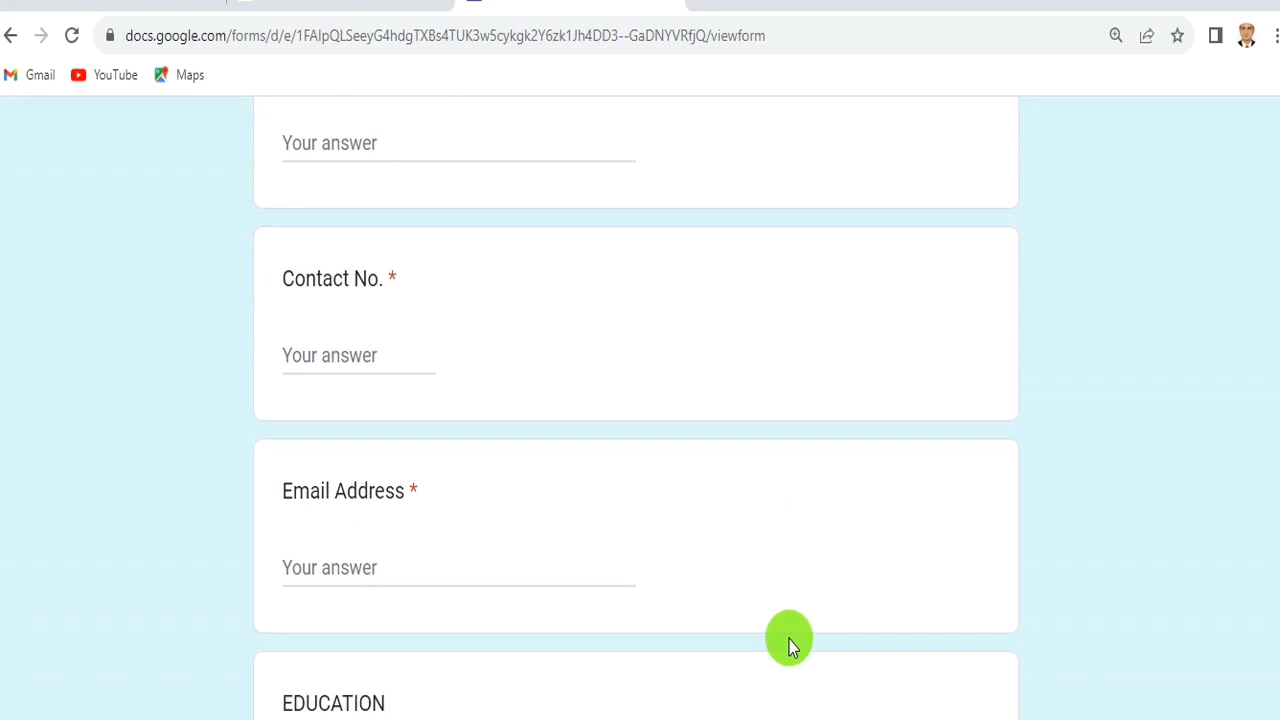 docs.google.com/forms/d/e/1FAIpQLSeeyG4hdgTXBs4TUK3w5cykgk2Y6zk1Jh4DD3--GaDNYVRfjQ/viewform
Gmail YouTube Maps
Your answer
Contact No. *
Your answer
Email Address *
Your answer
EDUCATION